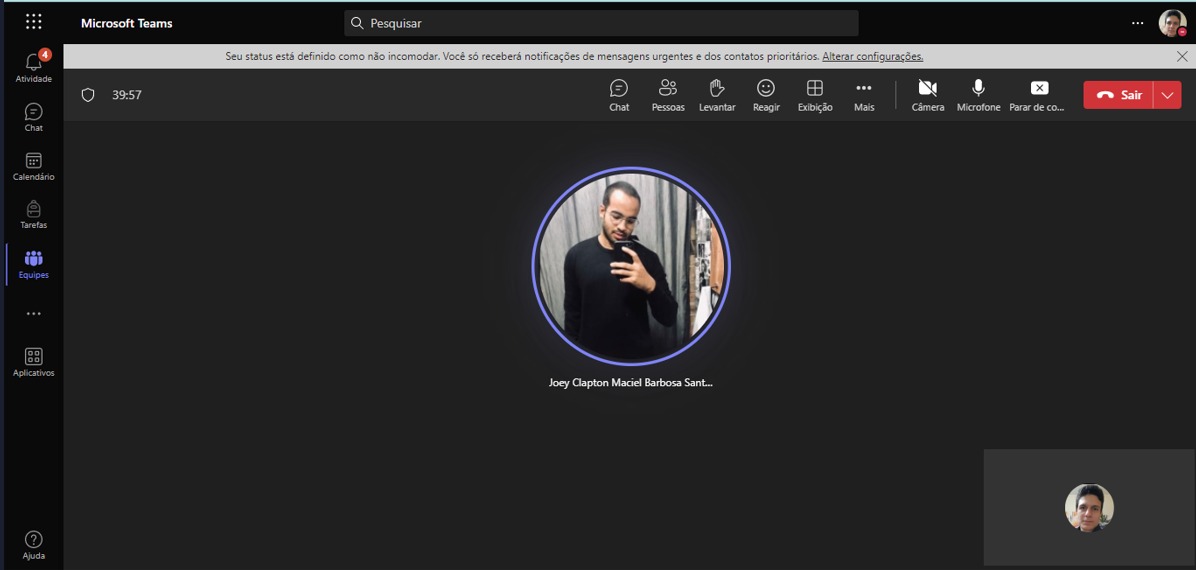 Microsoft Teams
Pesquisar
Seu status está definido como não incomodar. Você só receberá notificações de mensagens urgentes e dos contatos prioritários. Alterar configurações.
4
Atividade
Chat
Calendário
Tarefas
Equipes
Aplicativos
Ajuda
39:57
Chat
Pessoas
Levantar
Reagir
Exibição
Mais
Câmera
Microfone
Parar de co...
Sair
Joey Clapton Maciel Barbosa Sant...